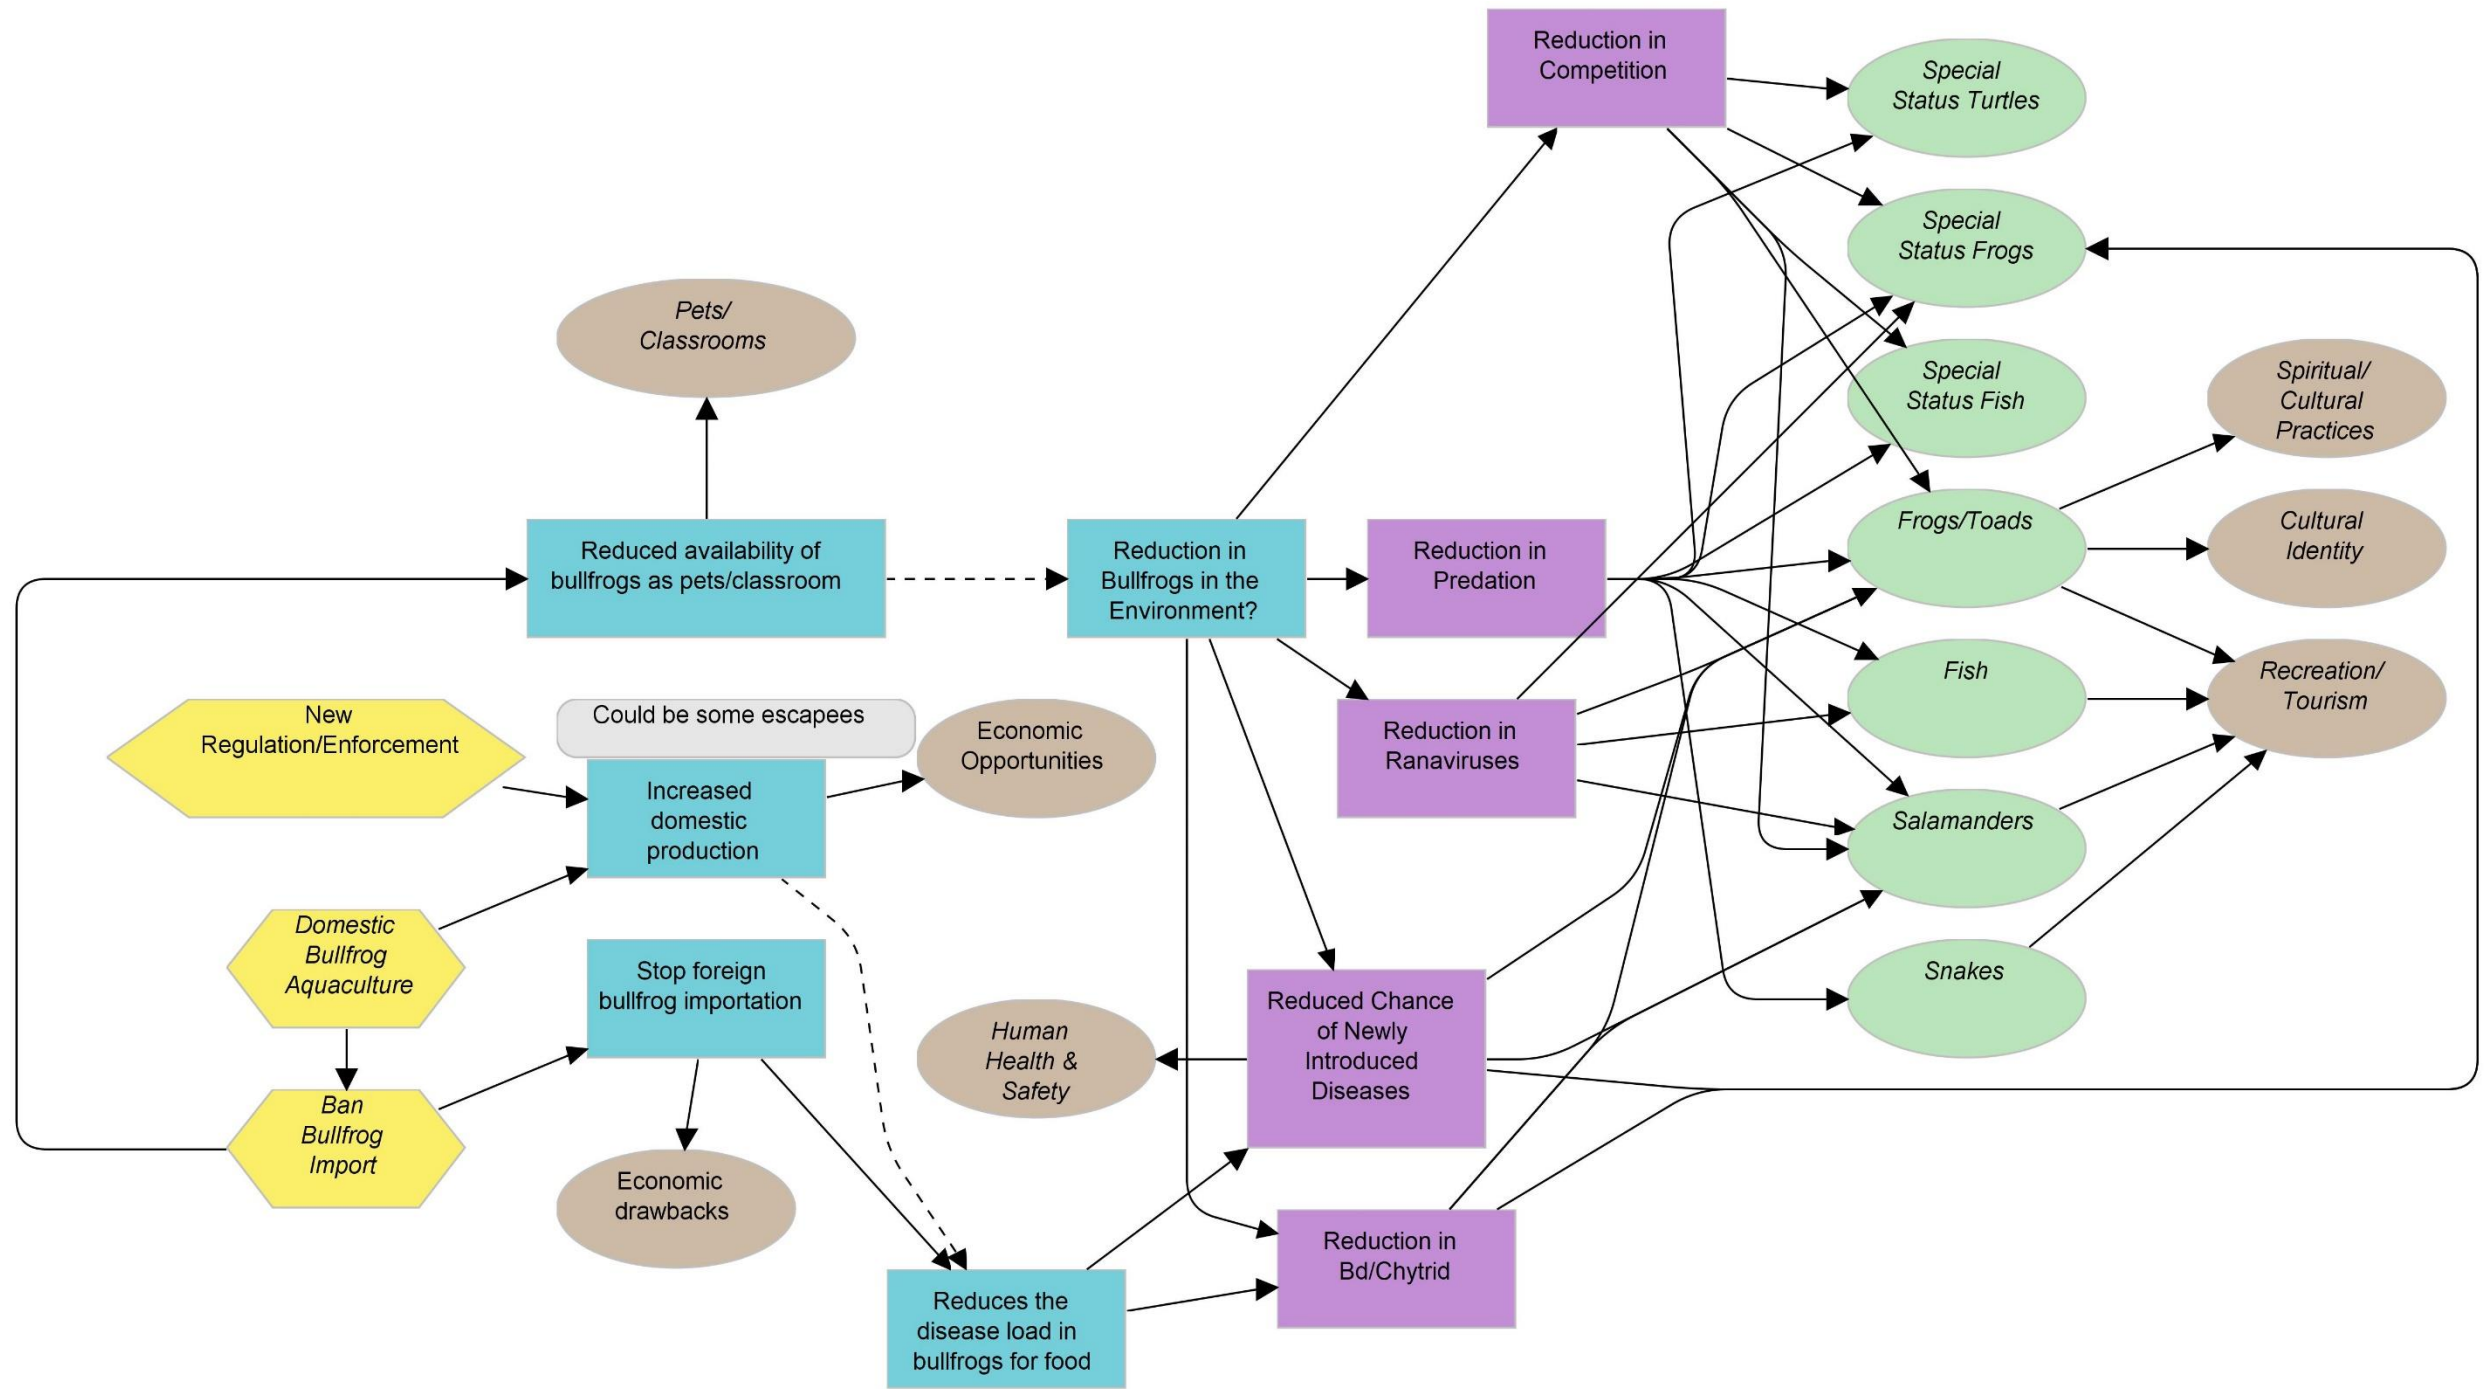 Reduction in
Competition
Special
Status Turtles
Special
Status Frogs
Pets/
Classrooms
Special
Status Fish
Spiritual/
Cultural
Practices
Reduced availability of
bullfrogs as pets/classroom
Reduction in
Bullfrogs in the
Environment?
Reduction in
Predation
Frogs/Toads
Cultural
Identity
New
Regulation/Enforcement
Could be some escapees
Increased
domestic
production
Economic
Opportunities
Reduction in
Ranaviruses
Fish
Recreation/
Tourism
Salamanders
Domestic
Bullfrog
Aquaculture
Stop foreign
bullfrog importation
Human
Health &
Safety
Reduced Chance
of Newly
Introduced
Diseases
Snakes
Ban
Bullfrog
Import
Economic
drawbacks
Reduces the
disease load in
bullfrogs for food
Reduction in
Bd/Chytrid